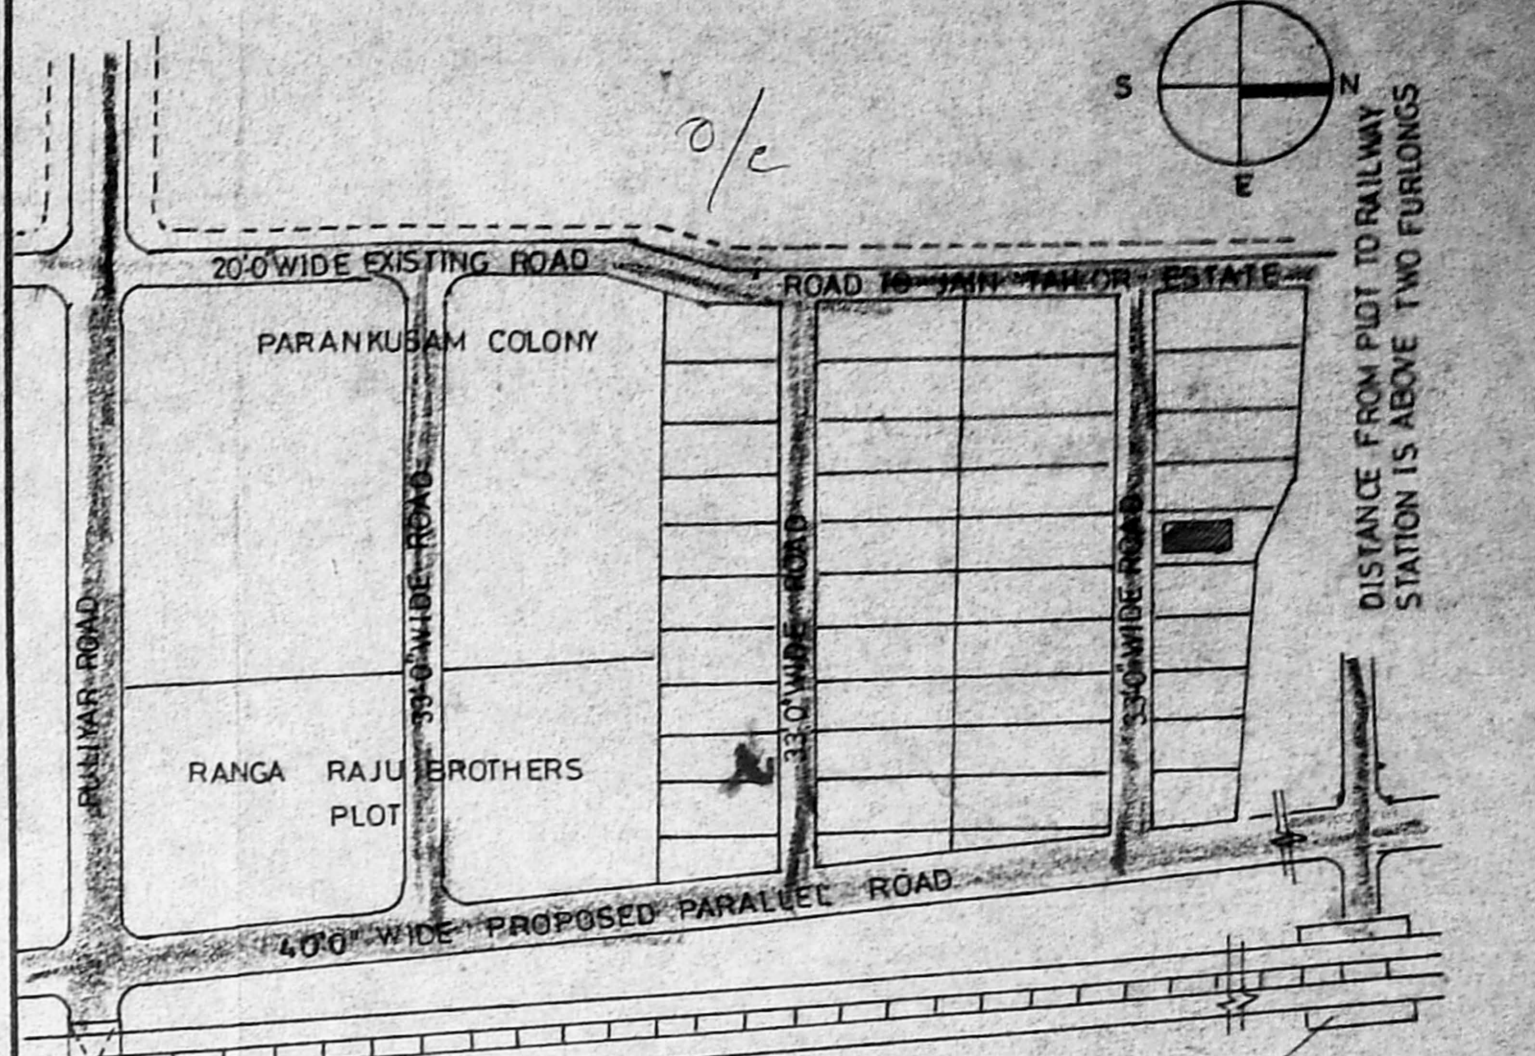 O/C
S
N
E
DISTANCE FROM PLOT TO RAILWAY
STATION IS ABOVE TWO FURLONGS
20'0" WIDE EXISTING ROAD
ROAD TO JAIN TAILOR ESTATE
PARANKUSAM COLONY
33'0" WIDE ROAD
33'0" WIDE ROAD
33'0" WIDE ROAD
PULIYAR ROAD
RANGA RAJU BROTHERS
PLOT
40'0" WIDE PROPOSED PARALLEL ROAD